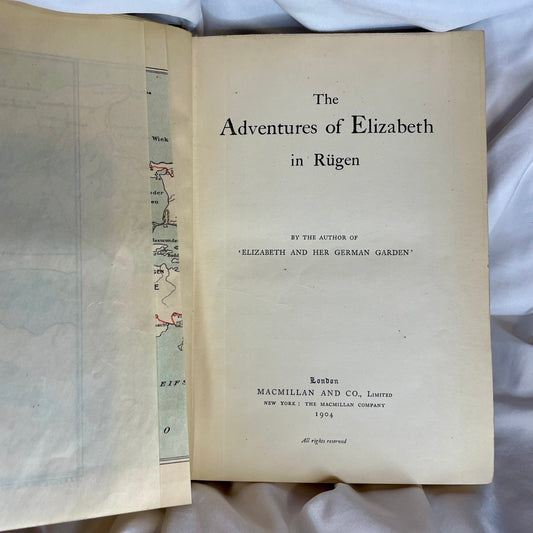 Wick
EIFS
O
The
Adventures of Elizabeth
in Rügen
BY THE AUTHOR OF
'ELIZABETH AND HER GERMAN GARDEN'
London
MACMILLAN AND CO., LIMITED
NEW YORK: THE MACMILLAN COMPANY
1904
All rights reserved